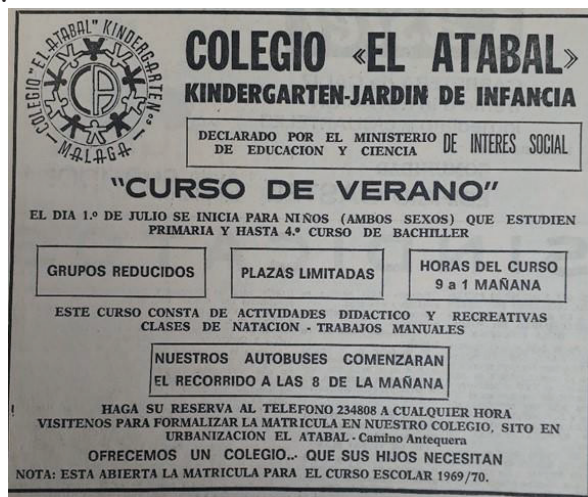 COLEGIO "EL ATABAL" KINDERGARTEN
MALAGA
COLEGIO «EL ATABAL»
KINDERGARTEN-JARDIN DE INFANCIA
DECLARADO POR EL MINISTERIO
DE EDUCACION Y CIENCIA
DE INTERES SOCIAL
"CURSO DE VERANO"
EL DIA 1.º DE JULIO SE INICIA PARA NIÑOS (AMBOS SEXOS) QUE ESTUDIEN
PRIMARIA Y HASTA 4.º CURSO DE BACHILLER
GRUPOS REDUCIDOS
PLAZAS LIMITADAS
HORAS DEL CURSO
9 a 1 MAÑANA
ESTE CURSO CONSTA DE ACTIVIDADES DIDACTICO Y RECREATIVAS
CLASES DE NATACION - TRABAJOS MANUALES
NUESTROS AUTOBUSES COMENZARAN
EL RECORRIDO A LAS 8 DE LA MAÑANA
HAGA SU RESERVA AL TELEFONO 234808 A CUALQUIER HORA
VISITENOS PARA FORMALIZAR LA MATRICULA EN NUESTRO COLEGIO, SITO EN
URBANIZACION EL ATABAL - Camino Antequera
OFRECEMOS UN COLEGIO... QUE SUS HIJOS NECESITAN
NOTA: ESTA ABIERTA LA MATRICULA PARA EL CURSO ESCOLAR 1969/70.